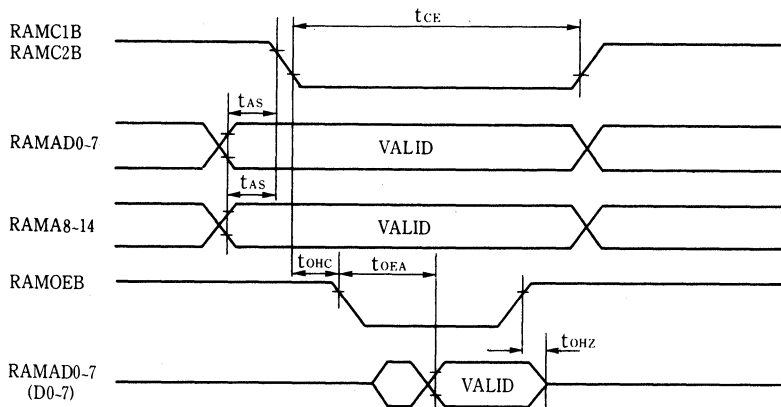 RAMC1B
RAMC2B
tCE
tAS
RAMAD0~7
VALID
tAS
RAMA8~14
VALID
tOHC
tOEA
RAMOEB
tOHZ
RAMAD0~7
(D0~7)
VALID